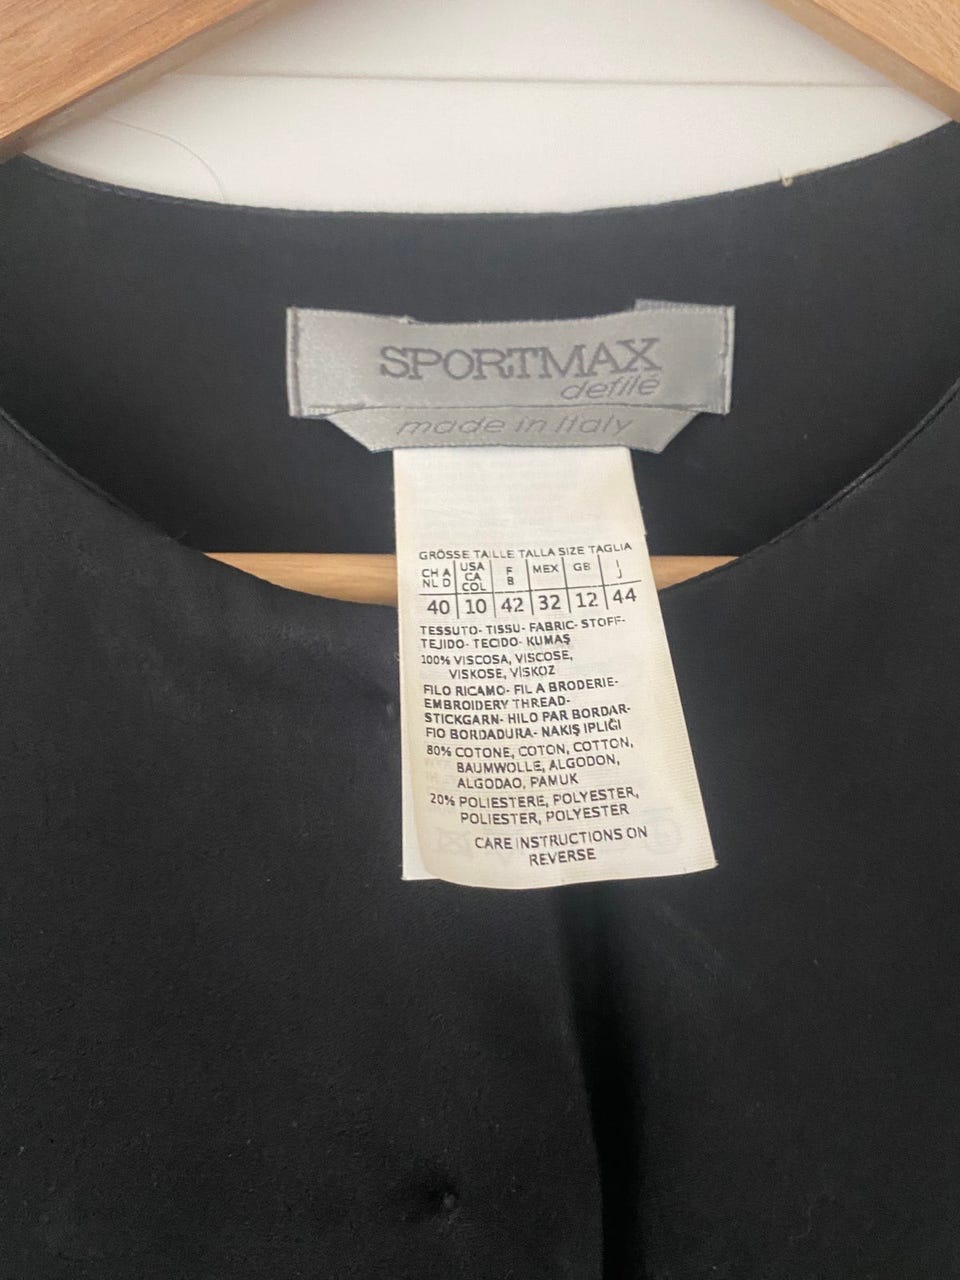 SPORTMAX
defilé
made in Italy
GRÖSSE TAILLE TALLA SIZE TAGLIA
CH A NL D USA CA COL F B MEX GB I J
40 10 42 32 12 44
TESSUTO- TISSU- FABRIC- STOFF-
TEJIDO- TECIDO- KUMAŞ
100% VISCOSA, VISCOSE,
VISKOSE, VİSKOZ
FILO RICAMO- FIL A BRODERIE-
EMBROIDERY THREAD-
STICKGARN- HILO PAR BORDAR-
FIO BORDADURA- NAKIŞ IPLIĞI
80% COTONE, COTON, COTTON,
BAUMWOLLE, ALGODON,
ALGODAO, PAMUK
20% POLIESTERE, POLYESTER,
POLIESTER, POLYESTER
CARE INSTRUCTIONS ON
REVERSE